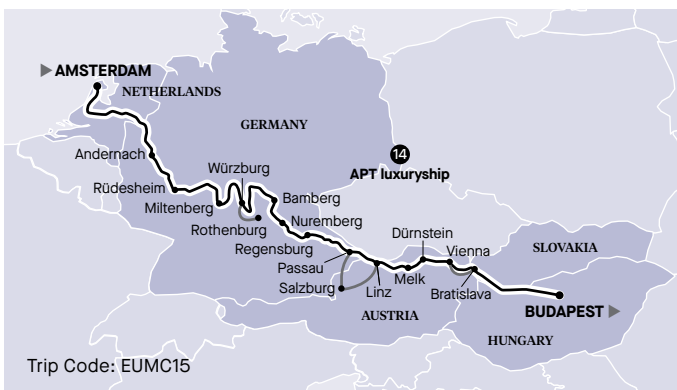 AMSTERDAM
NETHERLANDS
GERMANY
Andernach
14
APT luxuryship
Würzburg
Rüdesheim
Bamberg
Miltenberg
Nuremberg
Rothenburg
Regensburg
Dürnstein
Passau
Vienna
SLOVAKIA
Salzburg
Linz
Melk
Bratislava
AUSTRIA
BUDAPEST
HUNGARY
Trip Code: EUMC15